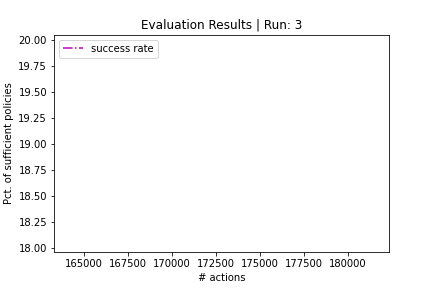 Evaluation Results | Run: 3
success rate
Pct. of sufficient policies
20.00
19.75
19.50
19.25
19.00
18.75
18.50
18.25
18.00
165000 167500 170000 172500 175000 177500 180000
# actions